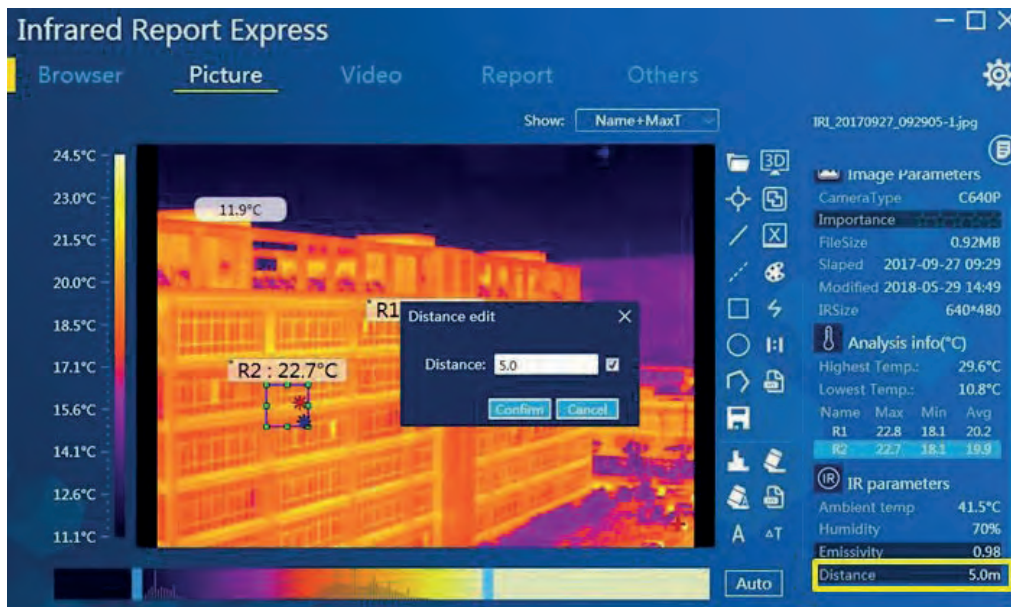 Infrared Report Express
Browser Picture Video Report Others
Show: Name+MaxT
IRI_20170927_092905-1.jpg
24.5°C
23.0°C
21.5°C
20.0°C
18.5°C
17.1°C
15.6°C
14.1°C
12.6°C
11.1°C
11.9°C
R1
R2 : 22.7°C
Distance edit
Distance: 5.0
Confirm Cancel
3D
X
1:1
A ΔT
Auto
Image Parameters
CameraType C640P
Importance
FileSize 0.92MB
Slaped 2017-09-27 09:29
Modified 2018-05-29 14:49
IRSize 640*480
Analysis info(°C)
Highest Temp.: 29.6°C
Lowest Temp.: 10.8°C
Name Max Min Avg
R1 22.8 18.1 20.2
R2 22.7 18.1 19.9
IR IR parameters
Ambient temp 41.5°C
Humidity 70%
Emissivity 0.98
Distance 5.0m